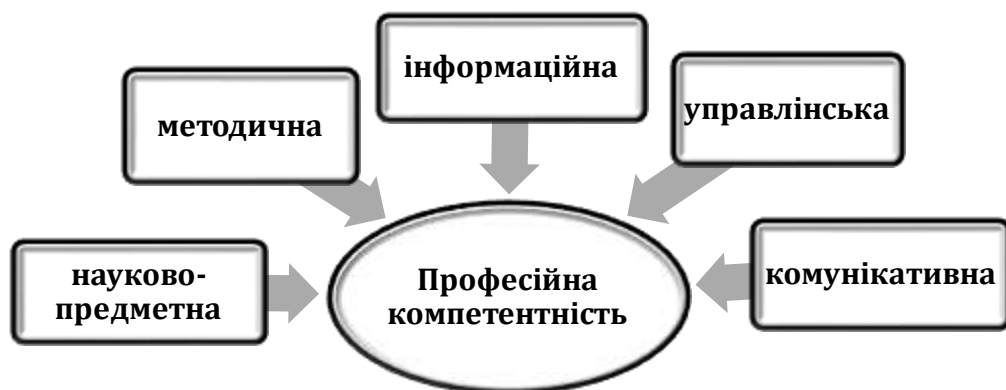 інформаційна
методична
управлінська
науково-
предметна
Професійна
компетентність
комунікативна